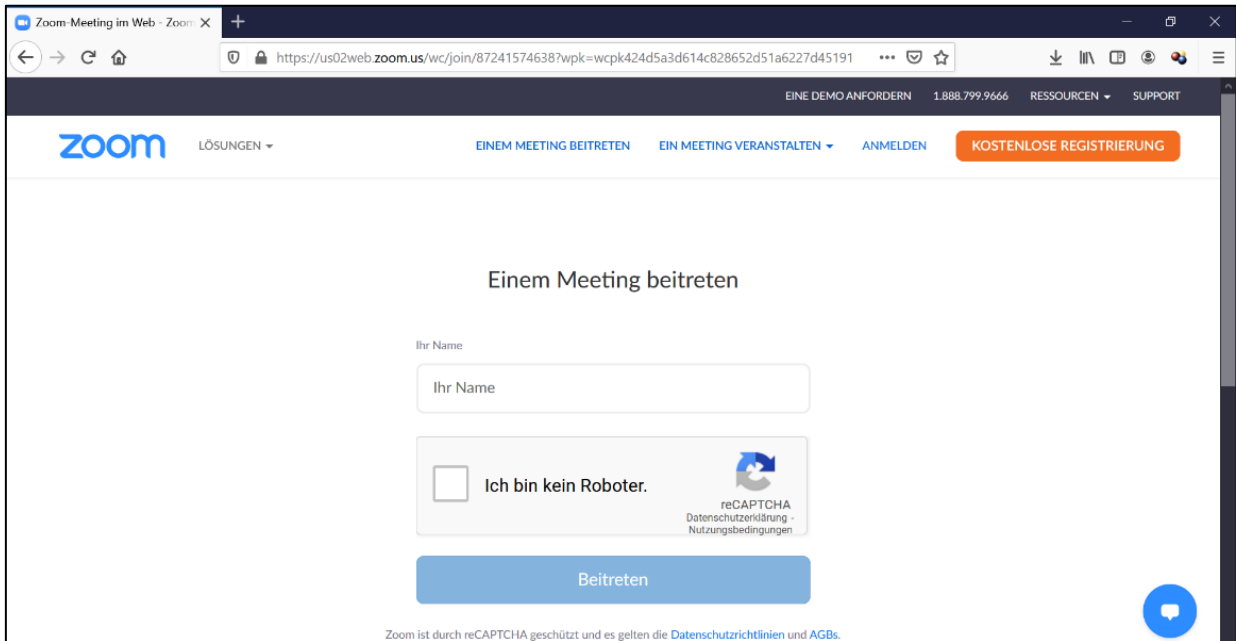 Zoom-Meeting im Web - Zoom
https://us02web.zoom.us/wc/join/87241574638?wpk=wcpk424d5a3d614c828652d51a6227d45191
EINE DEMO ANFORDERN 1.888.799.9666 RESSOURCEN SUPPORT
zoom LÖSUNGEN EINEM MEETING BEITRETEN EIN MEETING VERANSTALTEN ANMELDEN KOSTENLOSE REGISTRIERUNG
Einem Meeting beitreten
Ihr Name
Ihr Name
Ich bin kein Roboter.
reCAPTCHA
Datenschutzerklärung -
Nutzungsbedingungen
Beitreten
Zoom ist durch reCAPTCHA geschützt und es gelten die Datenschutzrichtlinien und AGBs.